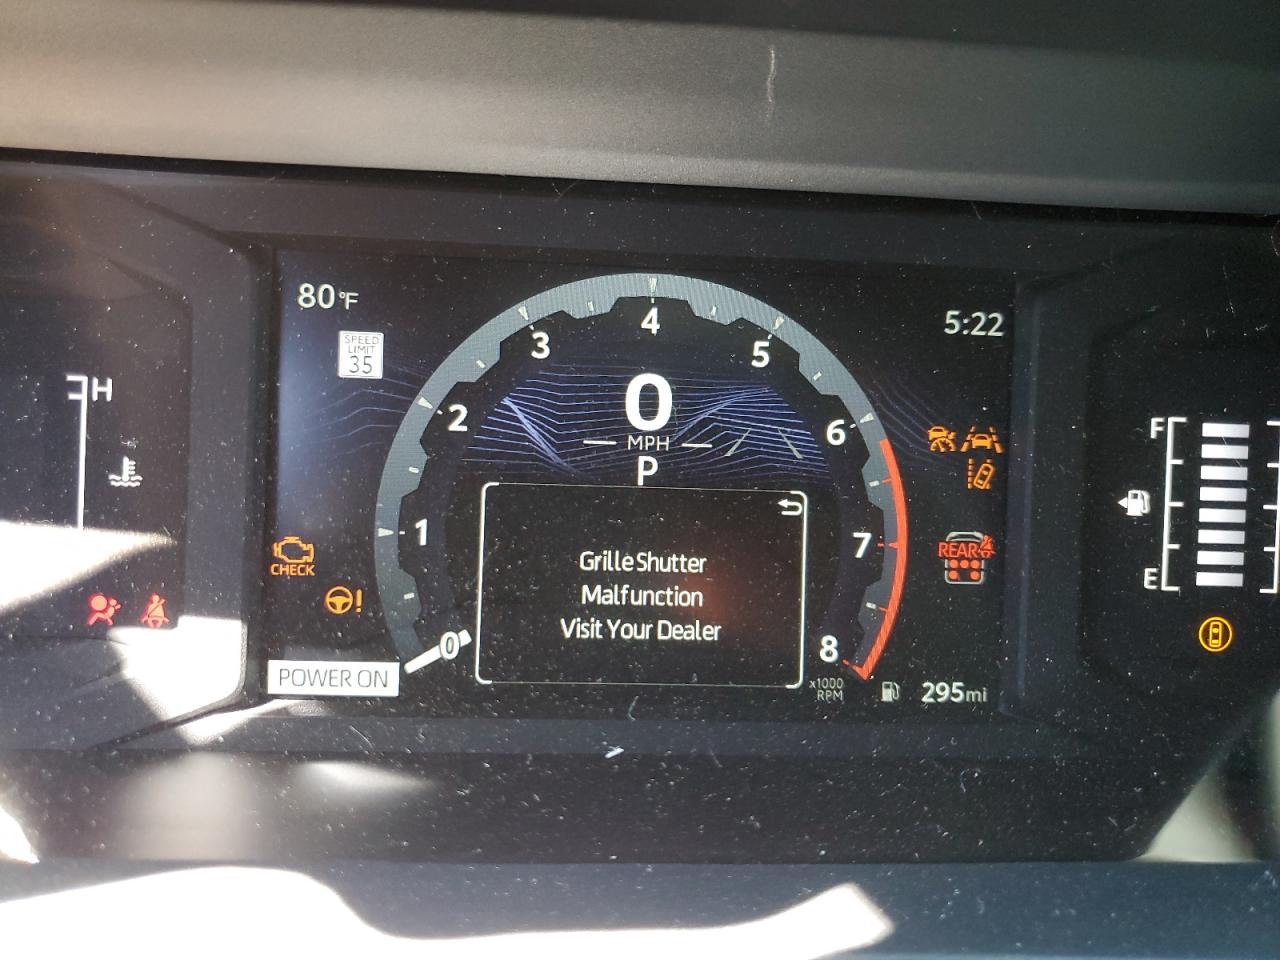 80°F
5:22
SPEED
LIMIT
35
H
F
E
0
1
2
3
4
5
6
7
8
x1000
RPM
0
MPH
P
Grille Shutter
Malfunction
Visit Your Dealer
CHECK
REAR
POWER ON
295mi